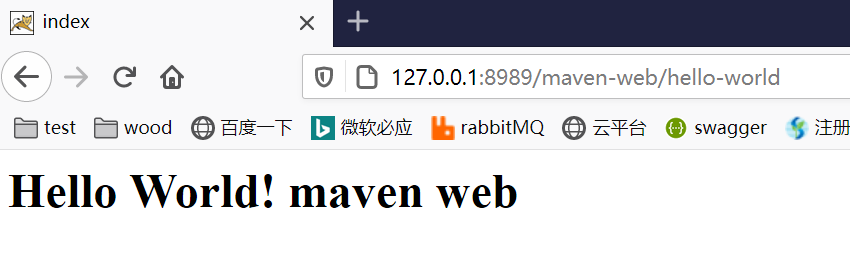 index
127.0.0.1:8989/maven-web/hello-world
test wood 百度一下 微软必应 rabbitMQ 云平台 swagger 注册
Hello World! maven web